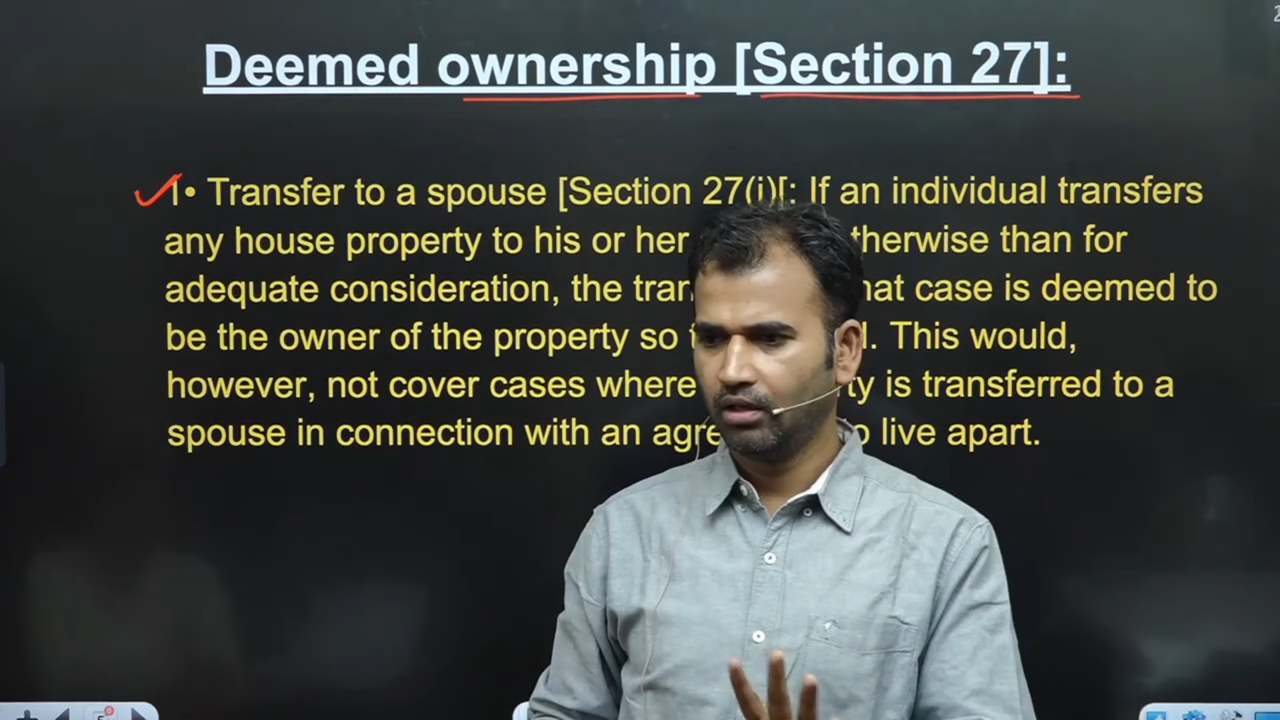 Deemed ownership [Section 27]:
1• Transfer to a spouse [Section 27(i)[: If an individual transfers
any house property to his or her therwise than for
adequate consideration, the tran hat case is deemed to
be the owner of the property so . This would,
however, not cover cases where ty is transferred to a
spouse in connection with an agre o live apart.